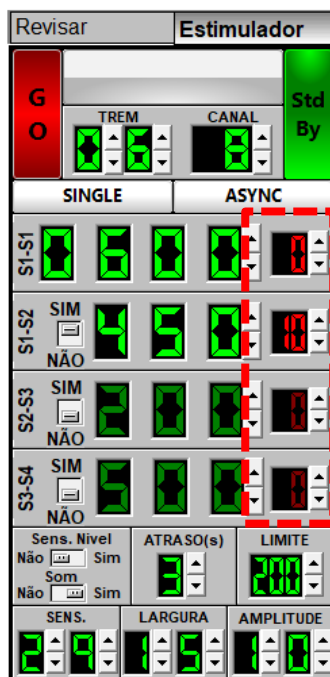 Revisar Estimulador
GO
Std By
TREM CANAL
06 8
SINGLE ASYNC
S1-S1 0600 0
S1-S2 SIM NÃO 450 10
S2-S3 SIM NÃO 200 0
S3-S4 SIM NÃO 500 0
Sens. Nivel ATRASO(s) LIMITE
Não Sim
Som
Não Sim
3 200
SENS. LARGURA AMPLITUDE
29 15 10